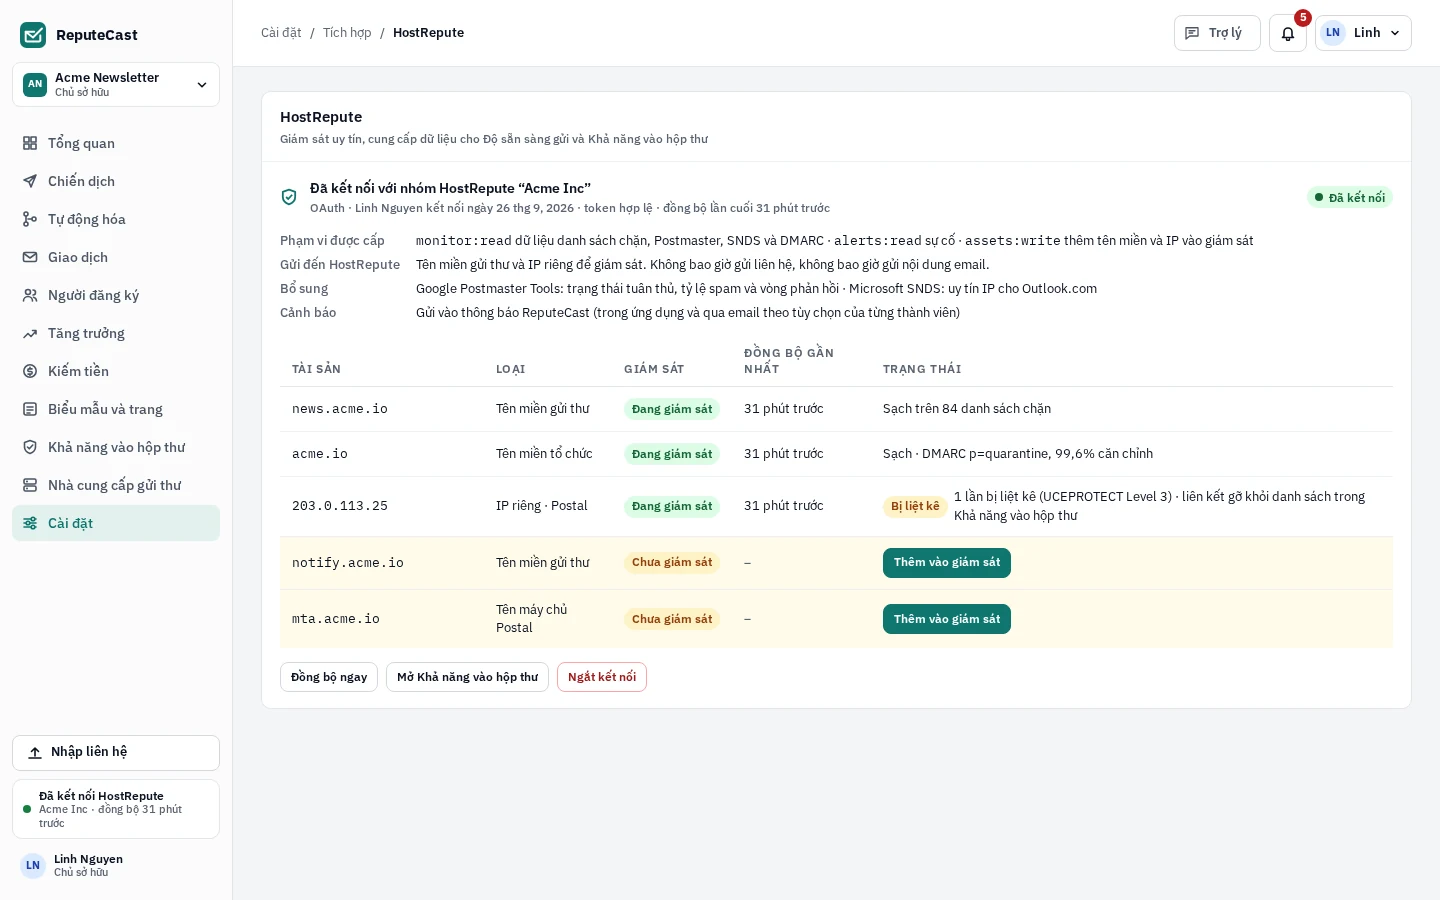 ReputeCast
AN
Acme Newsletter
Chủ sở hữu
Tổng quan
Chiến dịch
Tự động hóa
Giao dịch
Người đăng ký
Tăng trưởng
Kiếm tiền
Biểu mẫu và trang
Khả năng vào hộp thư
Nhà cung cấp gửi thư
Cài đặt
Nhập liên hệ
Đã kết nối HostRepute
Acme Inc · đồng bộ 31 phút
trước
LN
Linh Nguyen
Chủ sở hữu
Cài đặt / Tích hợp / HostRepute
Trợ lý
5
LN Linh
HostRepute
Giám sát uy tín, cung cấp dữ liệu cho Độ sẵn sàng gửi và Khả năng vào hộp thư
Đã kết nối với nhóm HostRepute “Acme Inc”
OAuth · Linh Nguyen kết nối ngày 26 thg 9, 2026 · token hợp lệ · đồng bộ lần cuối 31 phút trước
Đã kết nối
Phạm vi được cấp monitor:read dữ liệu danh sách chặn, Postmaster, SNDS và DMARC · alerts:read sự cố · assets:write thêm tên miền và IP vào giám sát
Gửi đến HostRepute Tên miền gửi thư và IP riêng để giám sát. Không bao giờ gửi liên hệ, không bao giờ gửi nội dung email.
Bổ sung Google Postmaster Tools: trạng thái tuân thủ, tỷ lệ spam và vòng phản hồi · Microsoft SNDS: uy tín IP cho Outlook.com
Cảnh báo Gửi vào thông báo ReputeCast (trong ứng dụng và qua email theo tùy chọn của từng thành viên)
TÀI SẢN LOẠI GIÁM SÁT ĐỒNG BỘ GẦN NHẤT TRẠNG THÁI
news.acme.io Tên miền gửi thư Đang giám sát 31 phút trước Sạch trên 84 danh sách chặn
acme.io Tên miền tổ chức Đang giám sát 31 phút trước Sạch · DMARC p=quarantine, 99,6% căn chỉnh
203.0.113.25 IP riêng · Postal Đang giám sát 31 phút trước Bị liệt kê 1 lần bị liệt kê (UCEPROTECT Level 3) · liên kết gỡ khỏi danh sách trong
Khả năng vào hộp thư
notify.acme.io Tên miền gửi thư Chưa giám sát – Thêm vào giám sát
mta.acme.io Tên máy chủ Postal Chưa giám sát – Thêm vào giám sát
Đồng bộ ngay
Mở Khả năng vào hộp thư
Ngắt kết nối